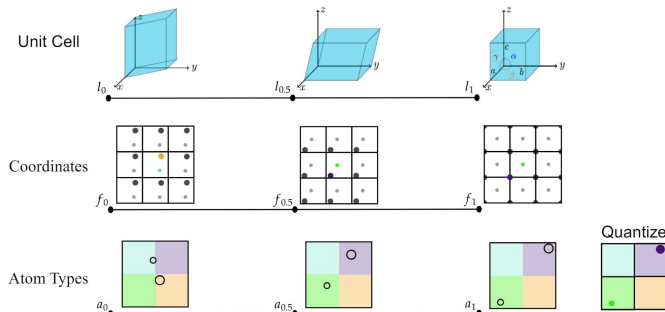 Unit Cell
z
y
x
z
y
x
z
c
γ α
a b y
β
x
l0 l0.5 l1
Coordinates
f0 f0.5 f1
Quantize
Atom Types
a0 a0.5 a1